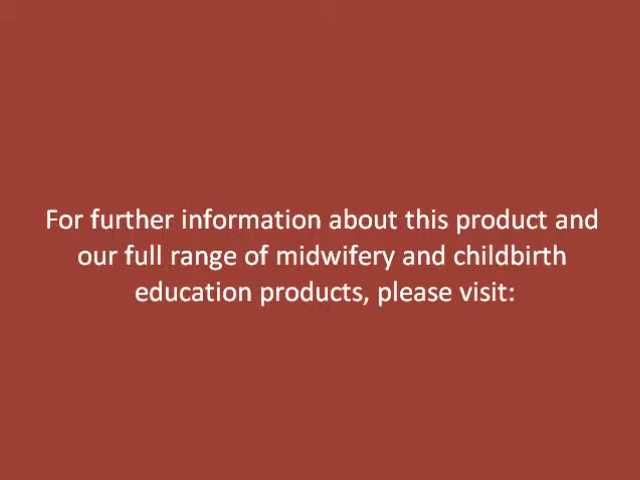 For further information about this product and
our full range of midwifery and childbirth
education products, please visit: